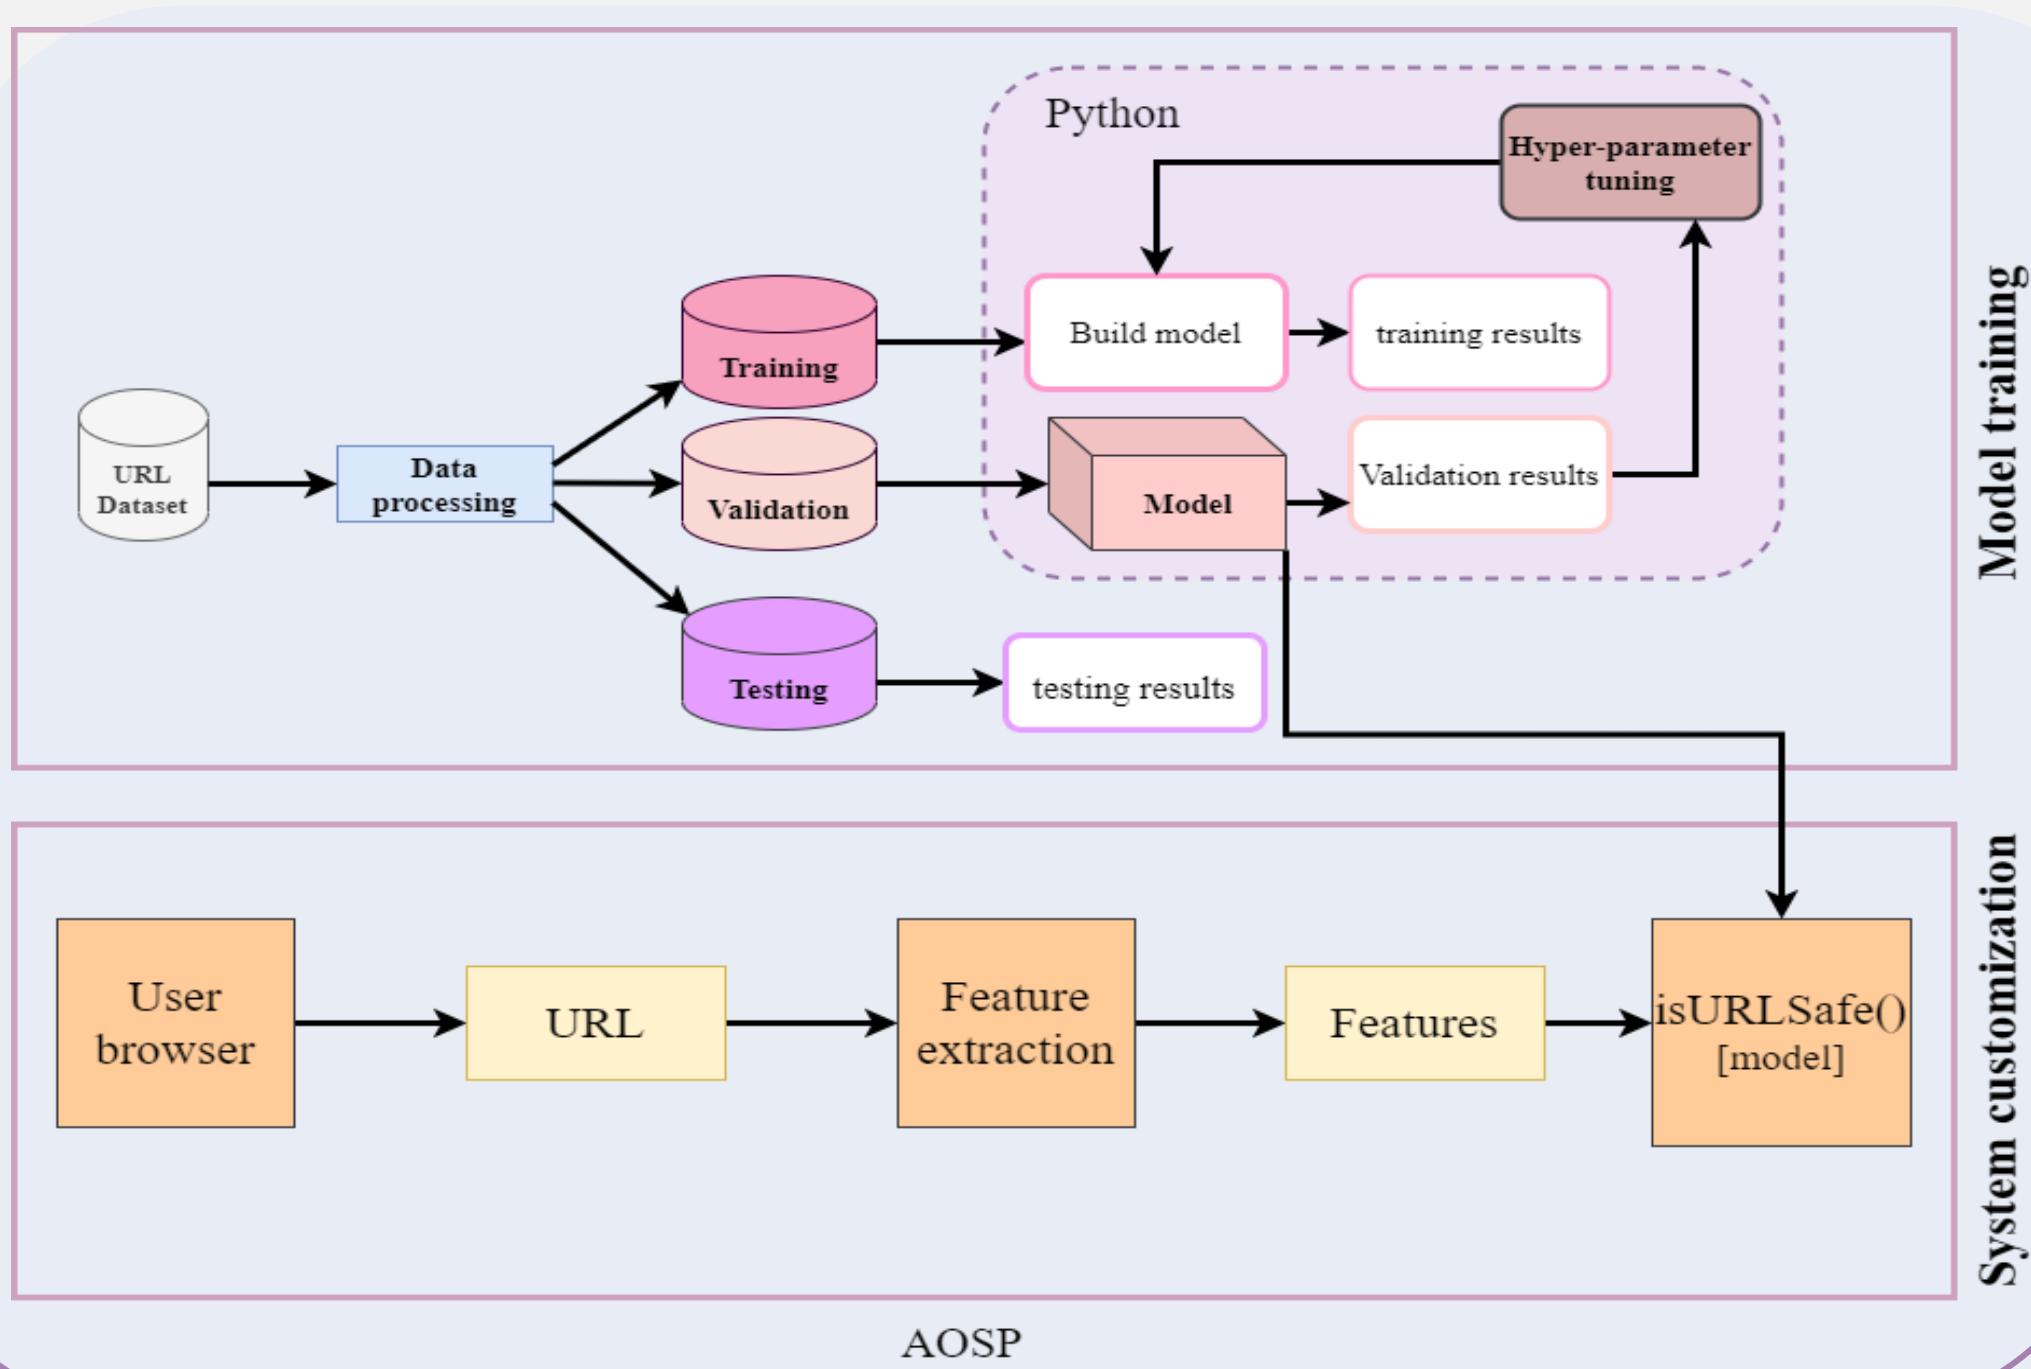 Python
Hyper-parameter
tuning
Build model
training results
Training
URL
Dataset
Data
processing
Validation
Model
Validation results
Testing
testing results
Model training
User
browser
URL
Feature
extraction
Features
isURLSafe()
[model]
System customization
AOSP